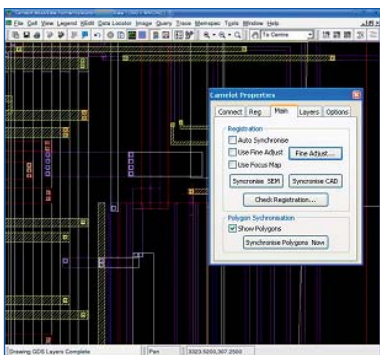 File Cell View Legend HEdit Data Locator Image Query Trace Memspec Tools Window Help
To Centre
Camelot Properties
Connect Reg Main Layers Options
Registration
Auto Synchronise
Use Fine Adjust Fine Adjust...
Use Focus Map
Syncronise SEM Syncronise CAD
Check Registration...
Polygon Sychronisation
Show Polygons
Synchronise Polygons Now
Drawing GDS Layers Complete Pan